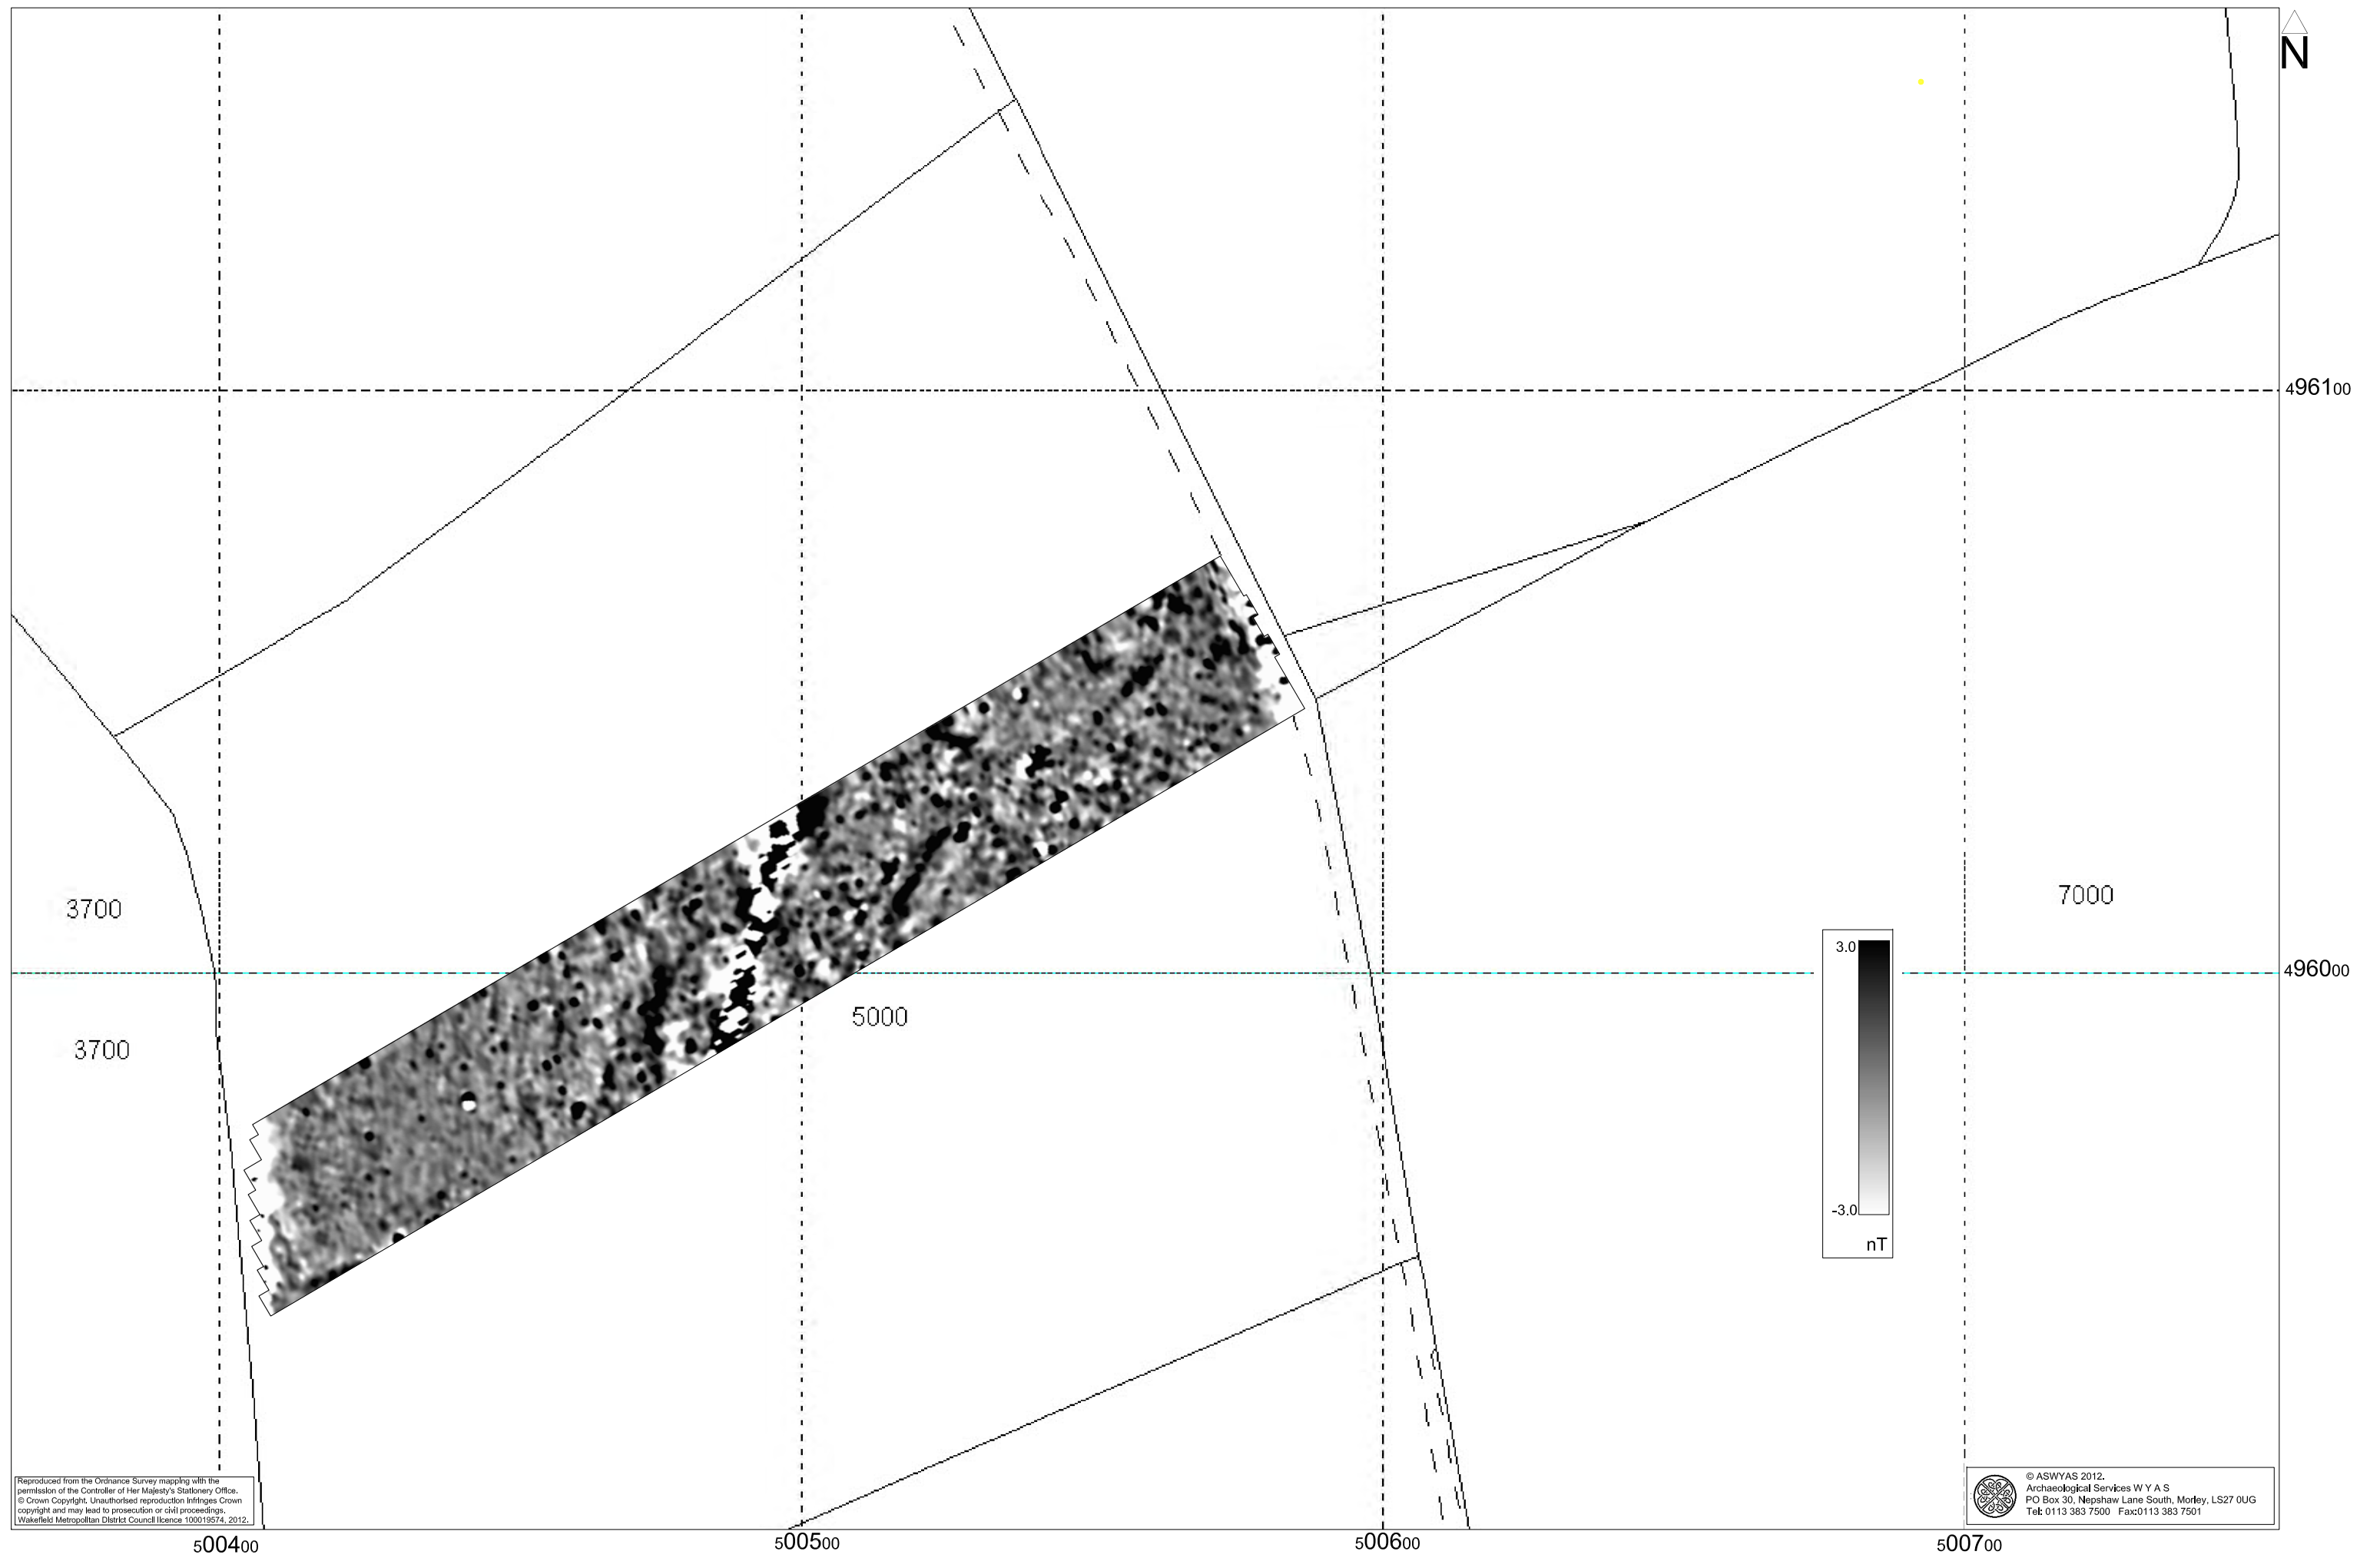 N
496100
3700
7000
3.0
496000
5000
3700
-3.0
nT
Reproduced from the Ordnance Survey mapping with the
permission of the Controller of Her Majesty's Stationery Office.
© Crown Copyright. Unauthorised reproduction infringes Crown
copyright and may lead to prosecution or civil proceedings.
Wakefield Metropolitan District Council licence 100019574, 2012.
© ASWYAS 2012.
Archaeological Services W Y A S
PO Box 30, Nepshaw Lane South, Morley, LS27 0UG
Tel: 0113 383 7500 Fax:0113 383 7501
500400 500500 500600 500700